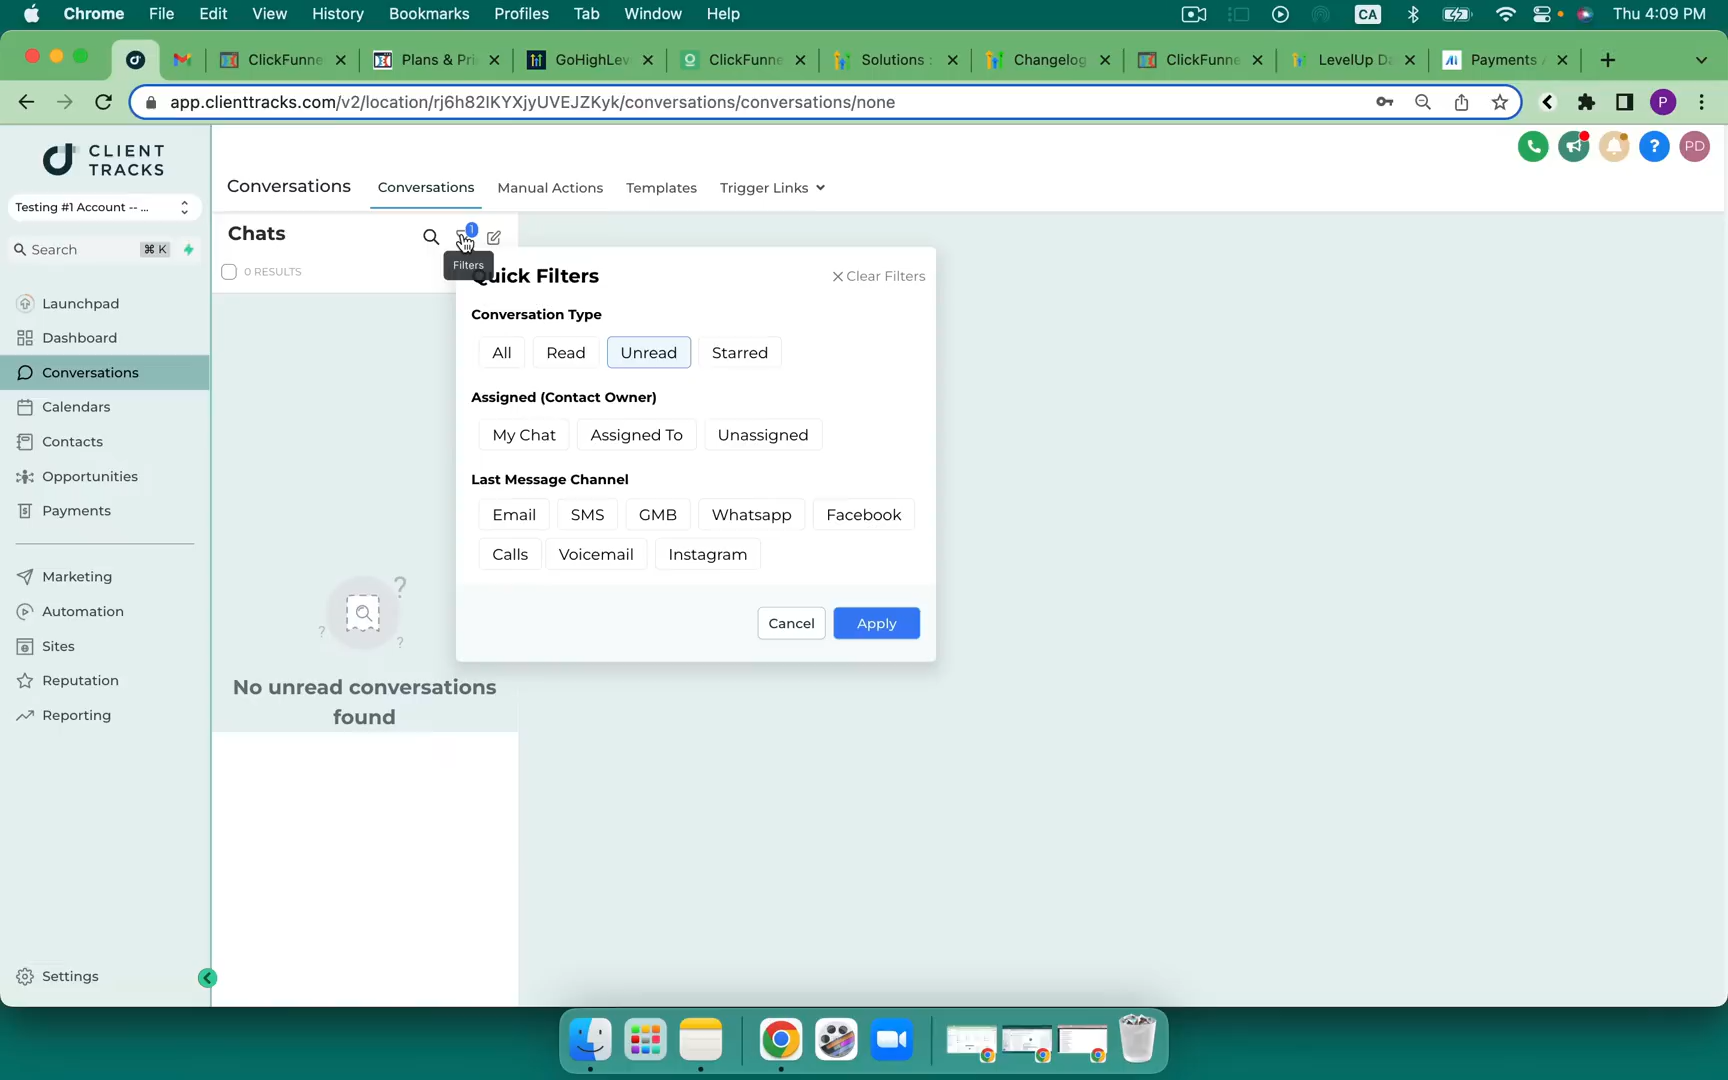 Chrome File Edit View History Bookmarks Profiles Tab Window Help CA Thu 4:09 PM
ClickFunne Plans & Pri GoHighLev ClickFunne Solutions : Changelog ClickFunne LevelUp Da Payments
app.clienttracks.com/v2/location/rj6h82IKYXjyUVEJZKyk/conversations/conversations/none P
CLIENT
TRACKS
? PD
Conversations Conversations Manual Actions Templates Trigger Links
Testing #1 Account -- ...
Search ⌘ K
Chats 1
0 RESULTS
Filters
Quick Filters Clear Filters
Conversation Type
All Read Unread Starred
Assigned (Contact Owner)
My Chat Assigned To Unassigned
Last Message Channel
Email SMS GMB Whatsapp Facebook
Calls Voicemail Instagram
Cancel Apply
No unread conversations
found
Launchpad
Dashboard
Conversations
Calendars
Contacts
Opportunities
Payments
Marketing
Automation
Sites
Reputation
Reporting
Settings